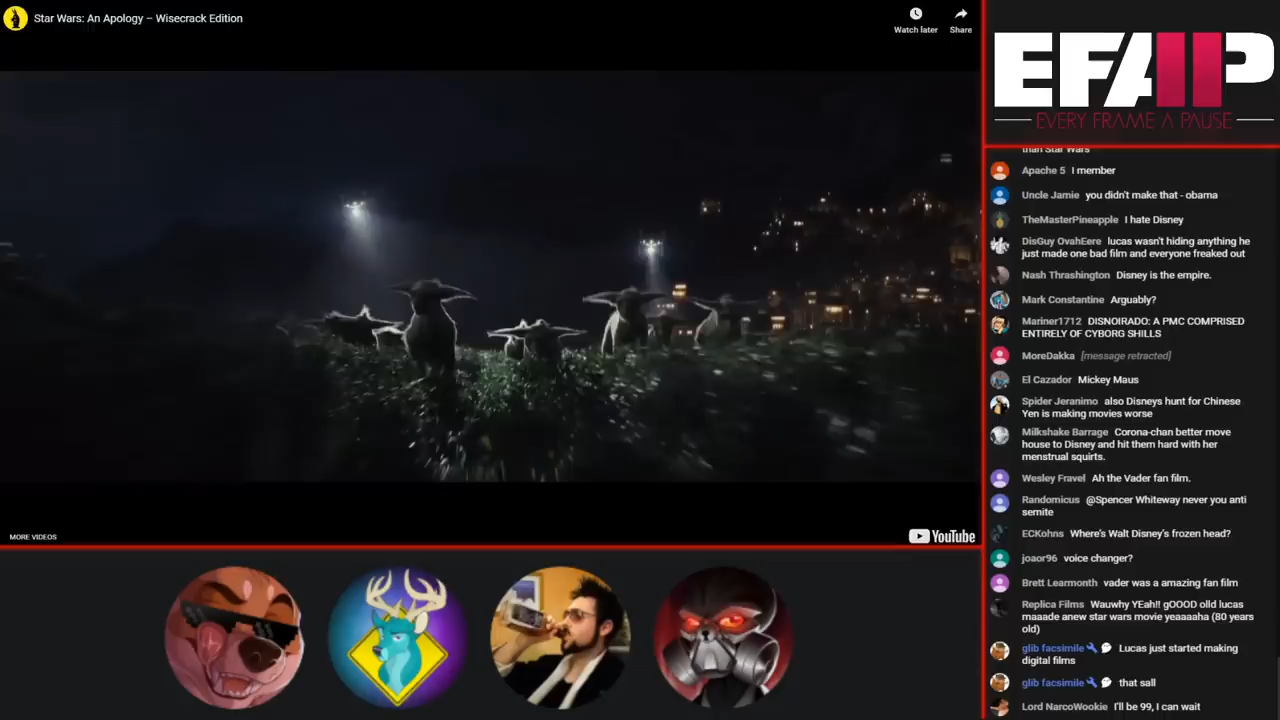 Star Wars: An Apology – Wisecrack Edition
Watch later
Share
MORE VIDEOS
YouTube
EFAP
EVERY FRAME A PAUSE
than Star Wars
Apache 5 I member
Uncle Jamie you didn't make that - obama
TheMasterPineapple I hate Disney
DisGuy OvahEere lucas wasn't hiding anything he
just made one bad film and everyone freaked out
Nash Thrashington Disney is the empire.
Mark Constantine Arguably?
Mariner1712 DISNOIRADO: A PMC COMPRISED
ENTIRELY OF CYBORG SHILLS
MoreDakka [message retracted]
El Cazador Mickey Maus
Spider Jeranimo also Disneys hunt for Chinese
Yen is making movies worse
Milkshake Barrage Corona-chan better move
house to Disney and hit them hard with her
menstrual squirts.
Wesley Fravel Ah the Vader fan film.
Randomicus @Spencer Whiteway never you anti
semite
ECKohns Where's Walt Disney's frozen head?
joaor96 voice changer?
Brett Learmonth vader was a amazing fan film
Replica Films Wauwhy YEah!! gOOOD olld lucas
maaade anew star wars movie yeaaaaha (80 years
old)
glib facsimile Lucas just started making
digital films
glib facsimile that sall
Lord NarcoWookie I'll be 99, I can wait